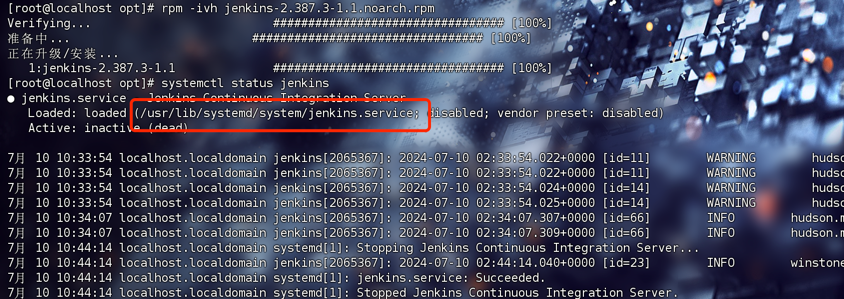 [root@localhost opt]# rpm -ivh jenkins-2.387.3-1.1.noarch.rpm
Verifying... ################################# [100%]
准备中... ################################# [100%]
正在升级/安装...
1:jenkins-2.387.3-1.1 ################################# [100%]
[root@localhost opt]# systemctl status jenkins
● jenkins.service - Jenkins Continuous Integration Server
Loaded: loaded (/usr/lib/systemd/system/jenkins.service; disabled; vendor preset: disabled)
Active: inactive (dead)
7月 10 10:33:54 localhost.localdomain jenkins[2065367]: 2024-07-10 02:33:54.022+0000 [id=11] WARNING hudso
7月 10 10:33:54 localhost.localdomain jenkins[2065367]: 2024-07-10 02:33:54.022+0000 [id=11] WARNING hudso
7月 10 10:33:54 localhost.localdomain jenkins[2065367]: 2024-07-10 02:33:54.024+0000 [id=14] WARNING hudso
7月 10 10:33:54 localhost.localdomain jenkins[2065367]: 2024-07-10 02:33:54.025+0000 [id=14] WARNING hudso
7月 10 10:34:07 localhost.localdomain jenkins[2065367]: 2024-07-10 02:34:07.307+0000 [id=66] INFO hudson.m
7月 10 10:34:07 localhost.localdomain jenkins[2065367]: 2024-07-10 02:34:07.309+0000 [id=66] INFO hudson.m
7月 10 10:44:14 localhost.localdomain systemd[1]: Stopping Jenkins Continuous Integration Server...
7月 10 10:44:14 localhost.localdomain jenkins[2065367]: 2024-07-10 02:44:14.040+0000 [id=23] INFO winstone
7月 10 10:44:14 localhost.localdomain systemd[1]: jenkins.service: Succeeded.
7月 10 10:44:14 localhost.localdomain systemd[1]: Stopped Jenkins Continuous Integration Server.